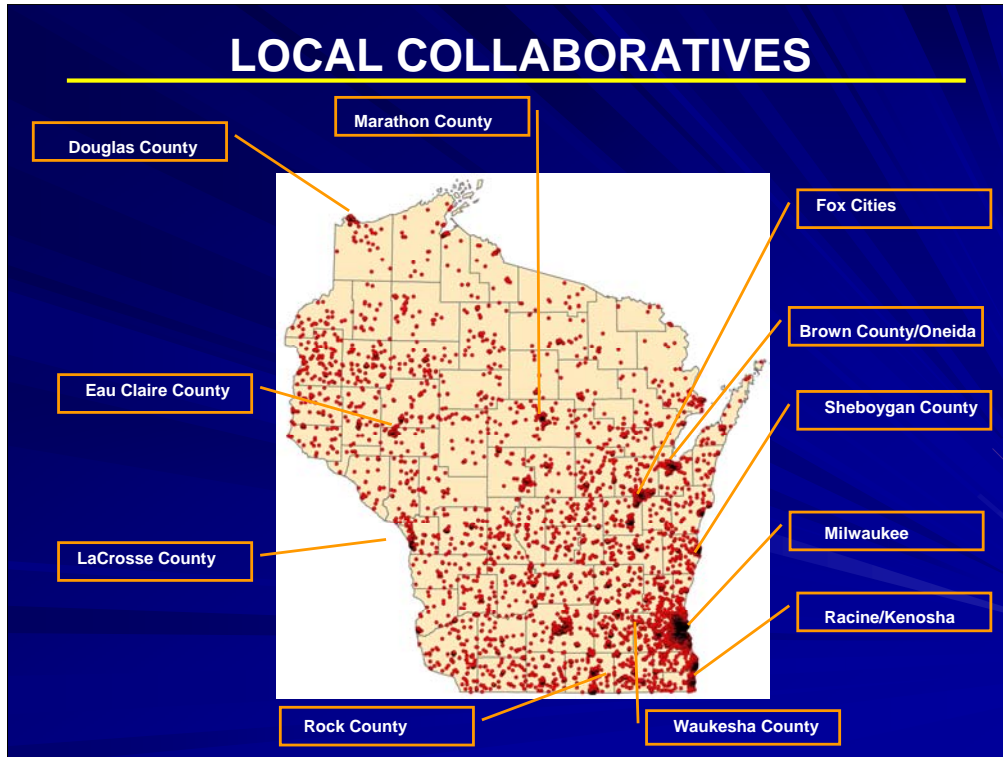 LOCAL COLLABORATIVES
Marathon County
Douglas County
Fox Cities
Brown County/Oneida
Eau Claire County
Sheboygan County
Milwaukee
LaCrosse County
Racine/Kenosha
Rock County
Waukesha County